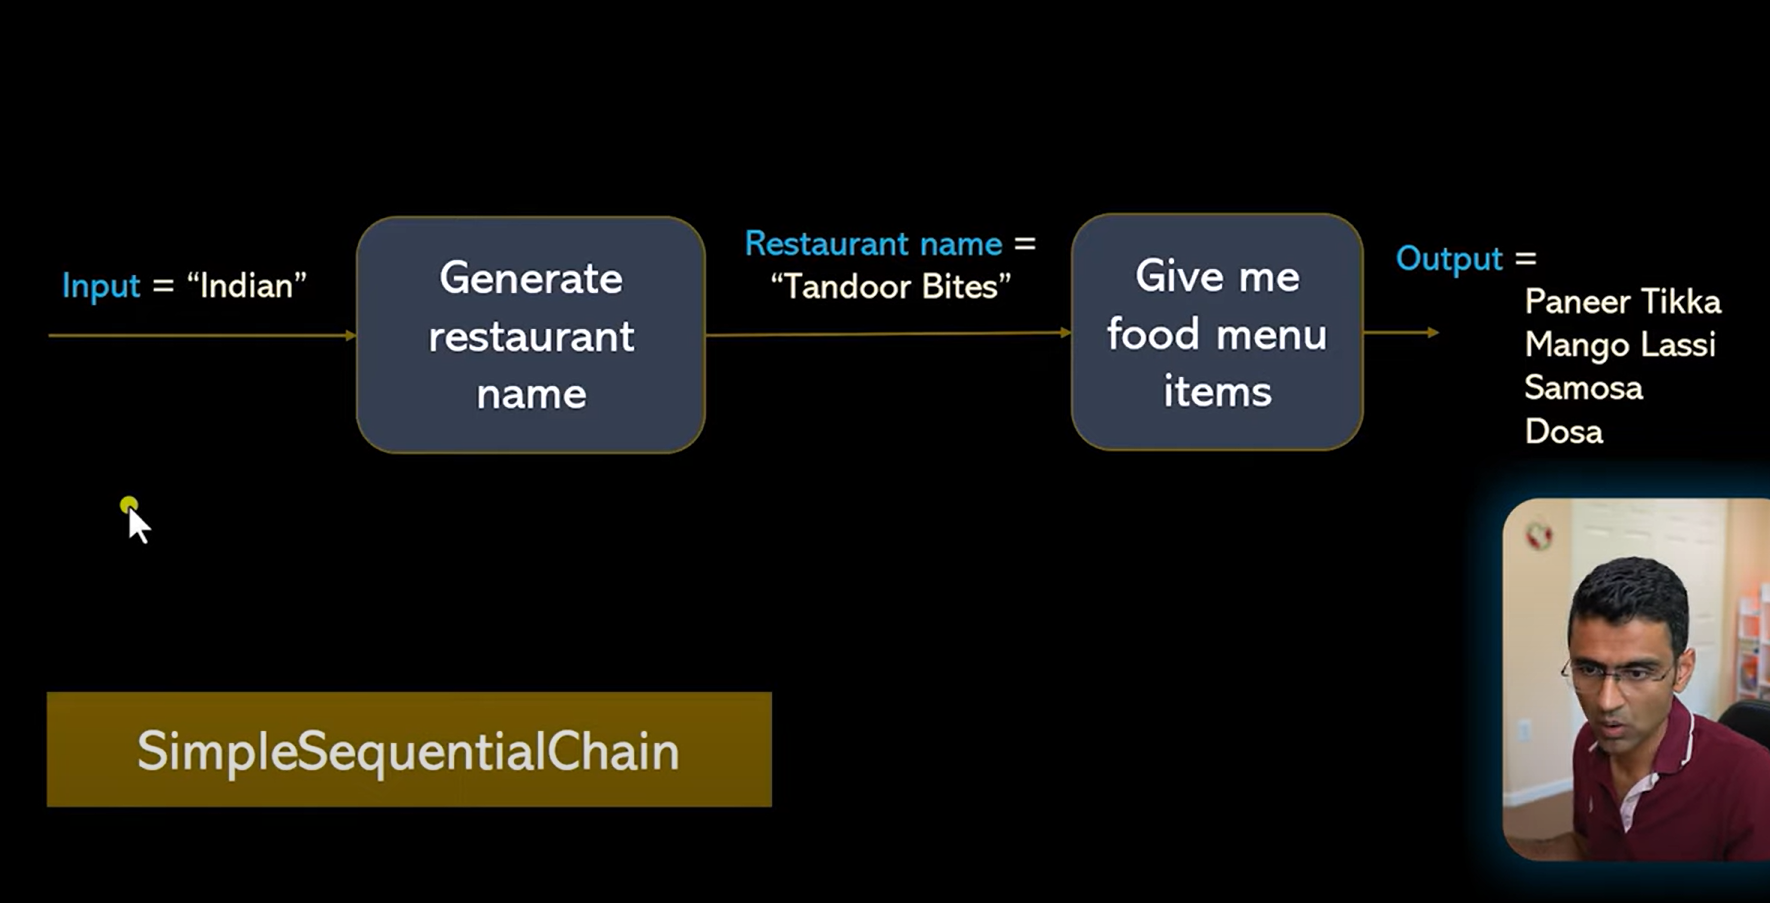 Input = “Indian”
Generate
restaurant
name
Restaurant name =
“Tandoor Bites”
Give me
food menu
items
Output =
Paneer Tikka
Mango Lassi
Samosa
Dosa
SimpleSequentialChain